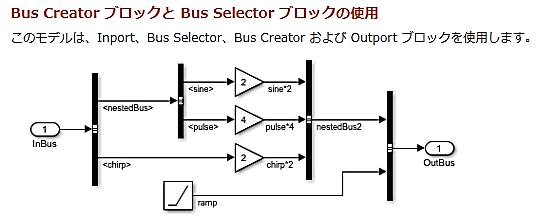 Bus Creator ブロックと Bus Selector ブロックの使用
このモデルは、Inport、Bus Selector、Bus Creator および Outport ブロックを使用します。
<sine>
2
sine*2
<nestedBus>
<pulse>
4
pulse*4
nestedBus2
1
InBus
<chirp>
2
chirp*2
1
OutBus
ramp